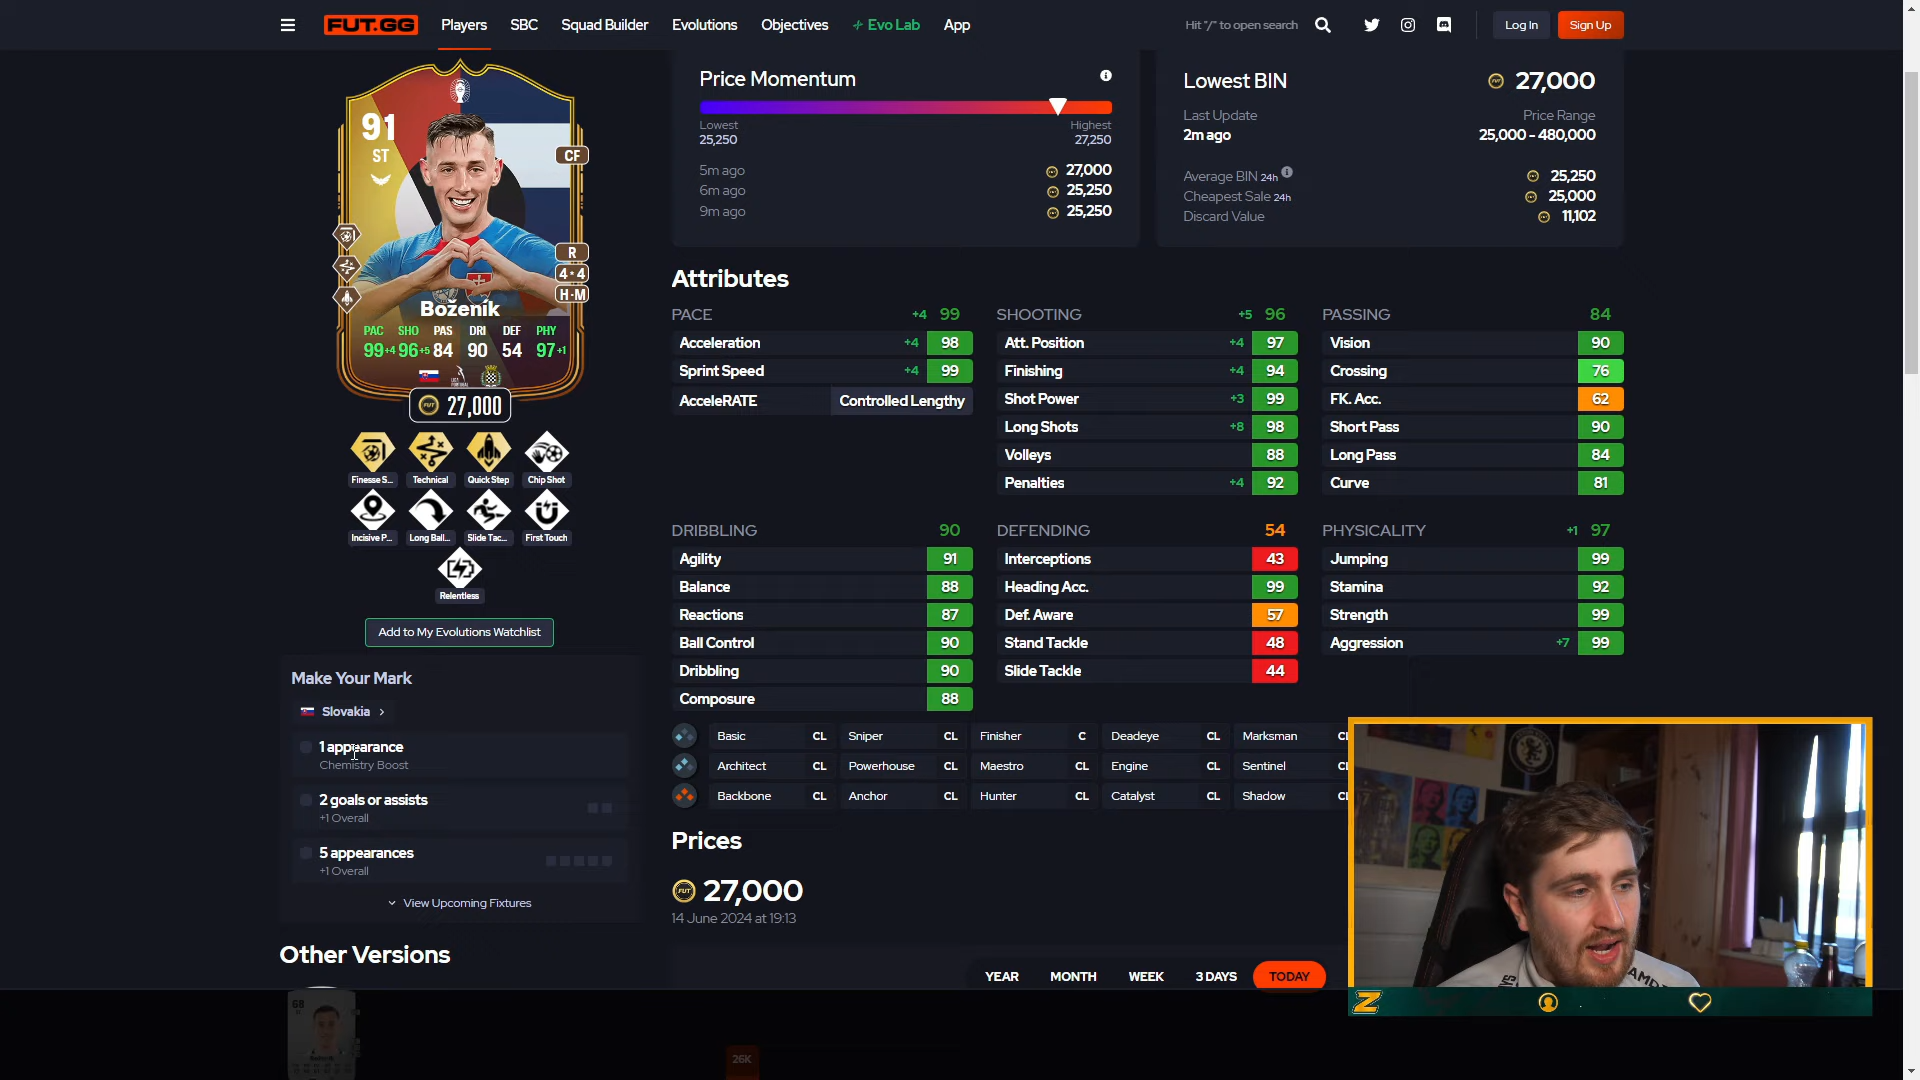 FUT.GG
Players
SBC
Squad Builder
Evolutions
Objectives
Evo Lab
App
Hit "/" to open search
Log In
Sign Up
91
ST
CF
R
4★4
H·M
Boženík
PAC SHO PAS DRI DEF PHY
99+4 96+5 84 90 54 97+1
27,000
Finesse S...
Technical
Quick Step
Chip Shot
Incisive P...
Long Ball...
Slide Tac...
First Touch
Relentless
Add to My Evolutions Watchlist
Make Your Mark
Slovakia
1 appearance
Chemistry Boost
2 goals or assists
+1 Overall
5 appearances
+1 Overall
View Upcoming Fixtures
Other Versions
68
Price Momentum
Lowest
25,250
Highest
27,250
5m ago 27,000
6m ago 25,250
9m ago 25,250
Lowest BIN 27,000
Last Update
2m ago
Price Range
25,000 - 480,000
Average BIN 24h 25,250
Cheapest Sale 24h 25,000
Discard Value 11,102
Attributes
PACE +4 99
Acceleration +4 98
Sprint Speed +4 99
AcceleRATE Controlled Lengthy
SHOOTING +5 96
Att. Position +4 97
Finishing +4 94
Shot Power +3 99
Long Shots +8 98
Volleys 88
Penalties +4 92
PASSING 84
Vision 90
Crossing 76
FK. Acc. 62
Short Pass 90
Long Pass 84
Curve 81
DRIBBLING 90
Agility 91
Balance 88
Reactions 87
Ball Control 90
Dribbling 90
Composure 88
DEFENDING 54
Interceptions 43
Heading Acc. 99
Def. Aware 57
Stand Tackle 48
Slide Tackle 44
PHYSICALITY +1 97
Jumping 99
Stamina 92
Strength 99
Aggression +7 99
Basic CL Sniper CL Finisher C Deadeye CL Marksman
Architect CL Powerhouse CL Maestro CL Engine CL Sentinel
Backbone CL Anchor CL Hunter CL Catalyst CL Shadow
Prices
27,000
14 June 2024 at 19:13
YEAR
MONTH
WEEK
3 DAYS
TODAY
26K
Z